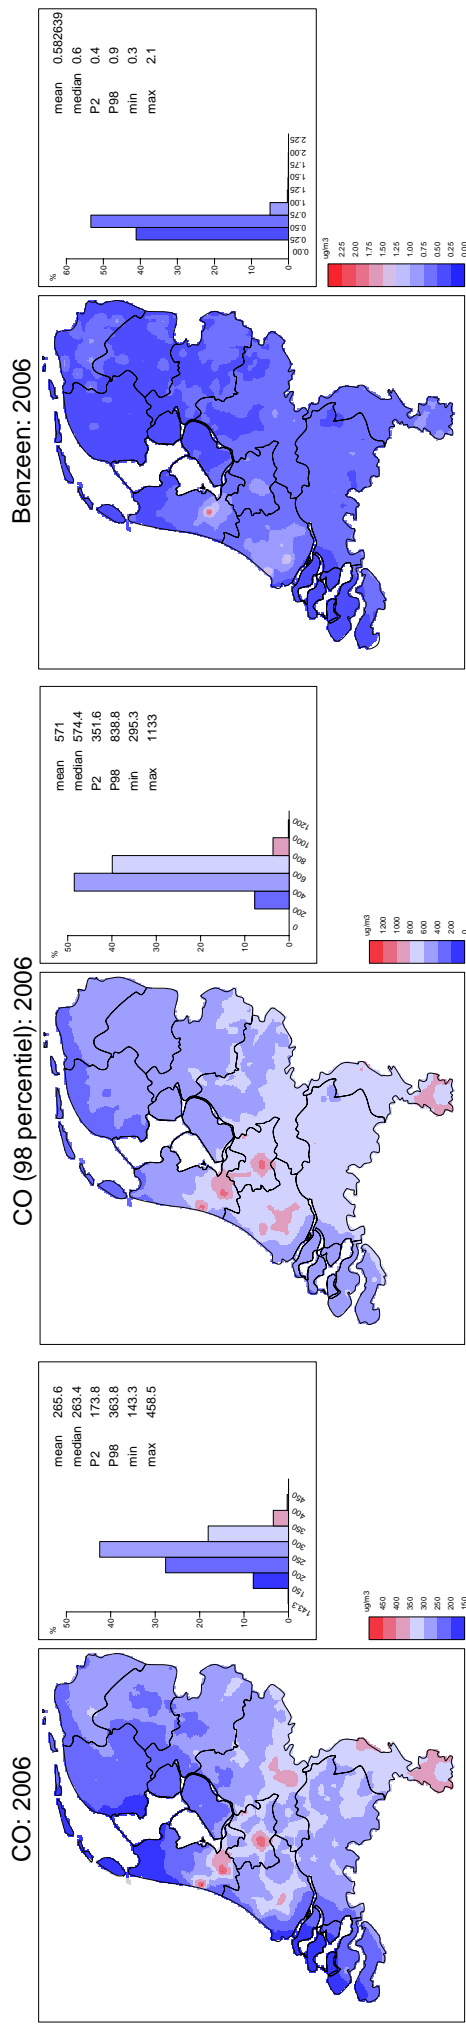 CO: 2006
mean 265.6
median 263.4
P2 173.8
P98 363.8
min 143.3
max 458.5
%
50
40
30
20
10
0
143.3 150 200 250 300 350 400 450
ug/m3
450
400
350
300
250
200
150
CO (98 percentiel): 2006
mean 571
median 574.4
P2 351.6
P98 838.8
min 295.3
max 1133
%
50
40
30
20
10
0
0 200 400 600 800 1000 1200
ug/m3
1200
1000
800
600
400
200
0
Benzeen: 2006
mean 0.582639
median 0.6
P2 0.4
P98 0.9
min 0.3
max 2.1
%
60
50
40
30
20
10
0
0.00 0.25 0.50 0.75 1.00 1.25 1.50 1.75 2.00 2.25
ug/m3
2.25
2.00
1.75
1.50
1.25
1.00
0.75
0.50
0.25
0.00